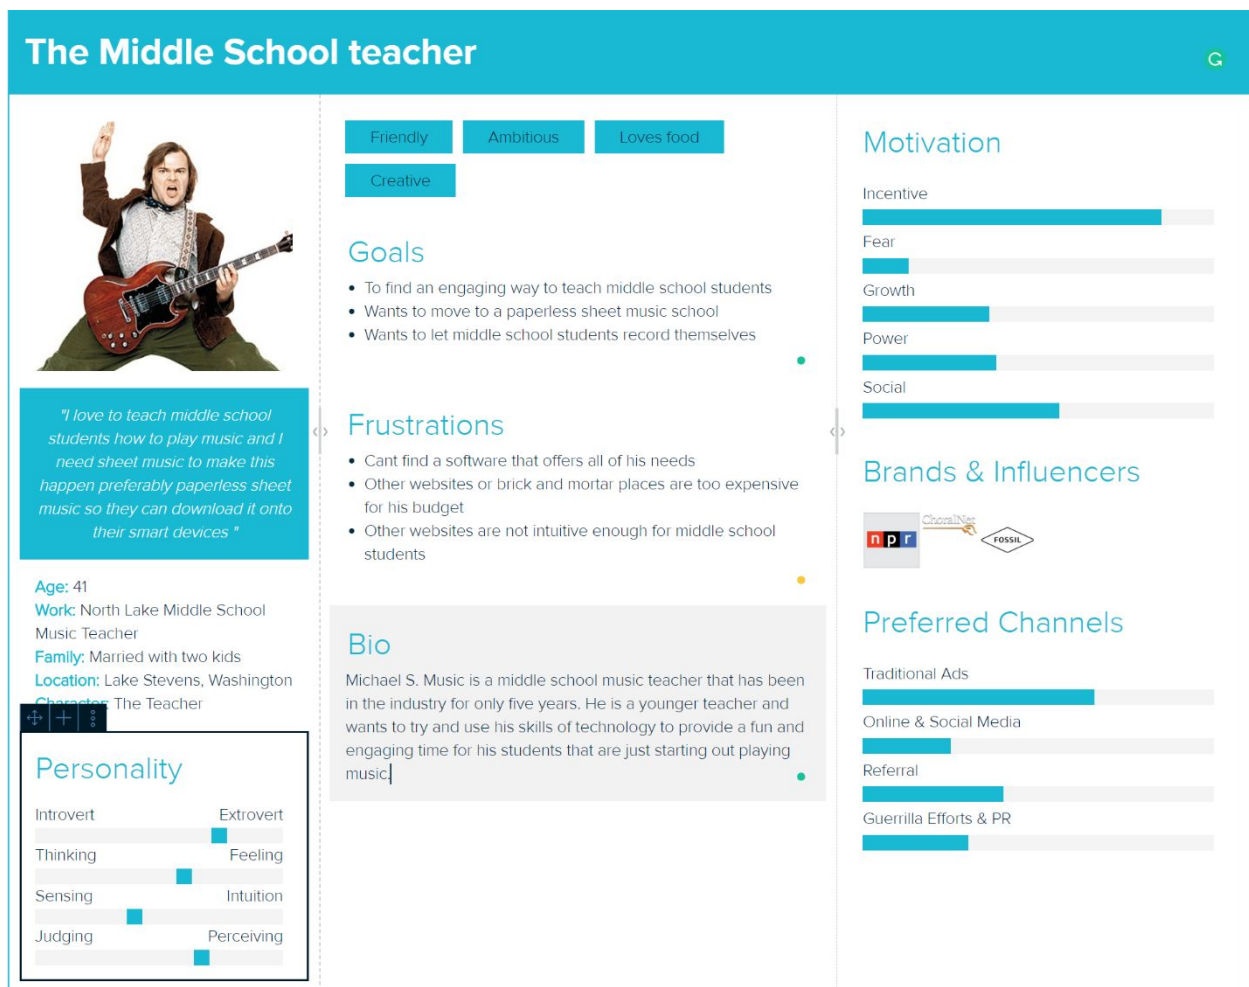 The Middle School teacher
"I love to teach middle school
students how to play music and I
need sheet music to make this
happen preferably paperless sheet
music so they can download it onto
their smart devices "
Age: 41
Work: North Lake Middle School
Music Teacher
Family: Married with two kids
Location: Lake Stevens, Washington
Character: The Teacher
Personality
Introvert Extrovert
Thinking Feeling
Sensing Intuition
Judging Perceiving
Friendly Ambitious Loves food
Creative
Goals
• To find an engaging way to teach middle school students
• Wants to move to a paperless sheet music school
• Wants to let middle school students record themselves
Frustrations
• Cant find a software that offers all of his needs
• Other websites or brick and mortar places are too expensive
for his budget
• Other websites are not intuitive enough for middle school
students
Bio
Michael S. Music is a middle school music teacher that has been
in the industry for only five years. He is a younger teacher and
wants to try and use his skills of technology to provide a fun and
engaging time for his students that are just starting out playing
music.
G
Motivation
Incentive
Fear
Growth
Power
Social
Brands & Influencers
npr
ChoralNet
FOSSIL
Preferred Channels
Traditional Ads
Online & Social Media
Referral
Guerrilla Efforts & PR